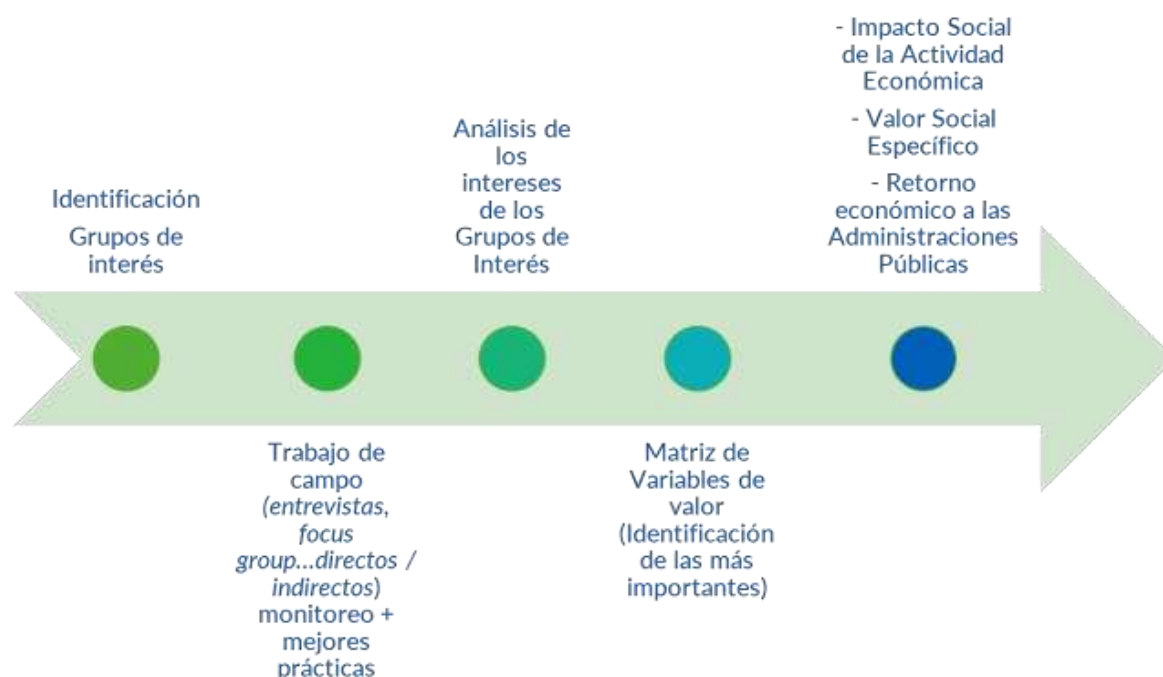 Identificación
Grupos de
interés
Trabajo de
campo
(entrevistas,
focus
group...directos /
indirectos)
monitoreo +
mejores
prácticas
Análisis de
los
intereses
de los
Grupos de
Interés
Matriz de
Variables de
valor
(Identificación
de las más
importantes)
- Impacto Social
de la Actividad
Económica
- Valor Social
Específico
- Retorno
económico a las
Administraciones
Públicas